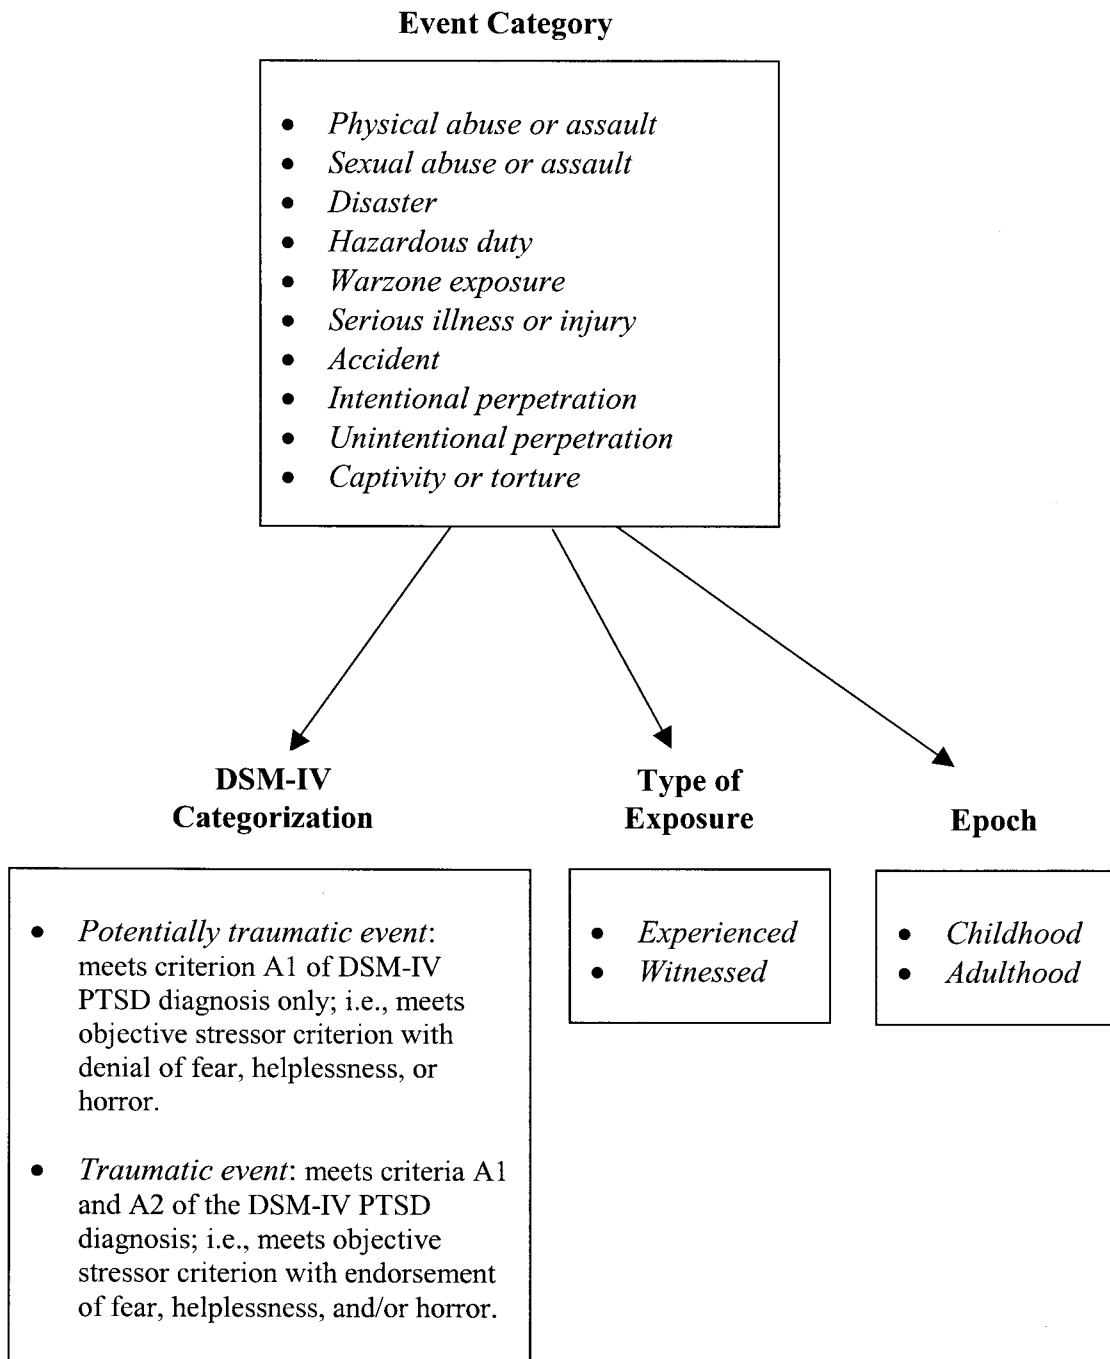 Event Category
• Physical abuse or assault
• Sexual abuse or assault
• Disaster
• Hazardous duty
• Warzone exposure
• Serious illness or injury
• Accident
• Intentional perpetration
• Unintentional perpetration
• Captivity or torture
DSM-IV
Categorization
• Potentially traumatic event:
meets criterion A1 of DSM-IV
PTSD diagnosis only; i.e., meets
objective stressor criterion with
denial of fear, helplessness, or
horror.
• Traumatic event: meets criteria A1
and A2 of the DSM-IV PTSD
diagnosis; i.e., meets objective
stressor criterion with endorsement
of fear, helplessness, and/or horror.
Type of
Exposure
• Experienced
• Witnessed
Epoch
• Childhood
• Adulthood